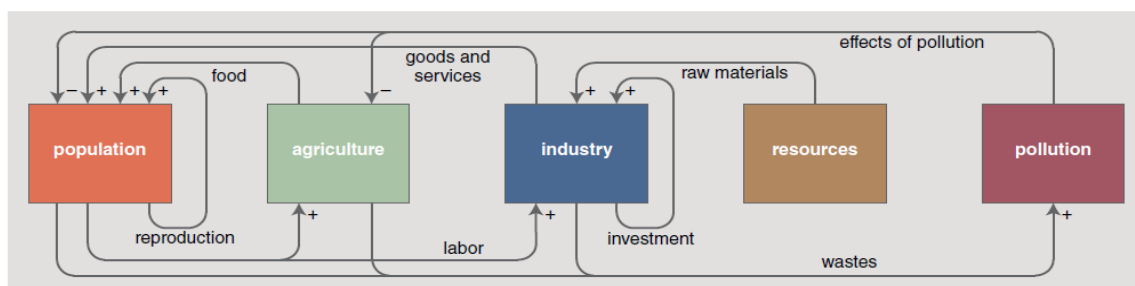 effects of pollution
goods and
services
food
raw materials
− + + +
−
+ +
population
agriculture
industry
resources
pollution
+
+
+
reproduction
labor
investment
wastes